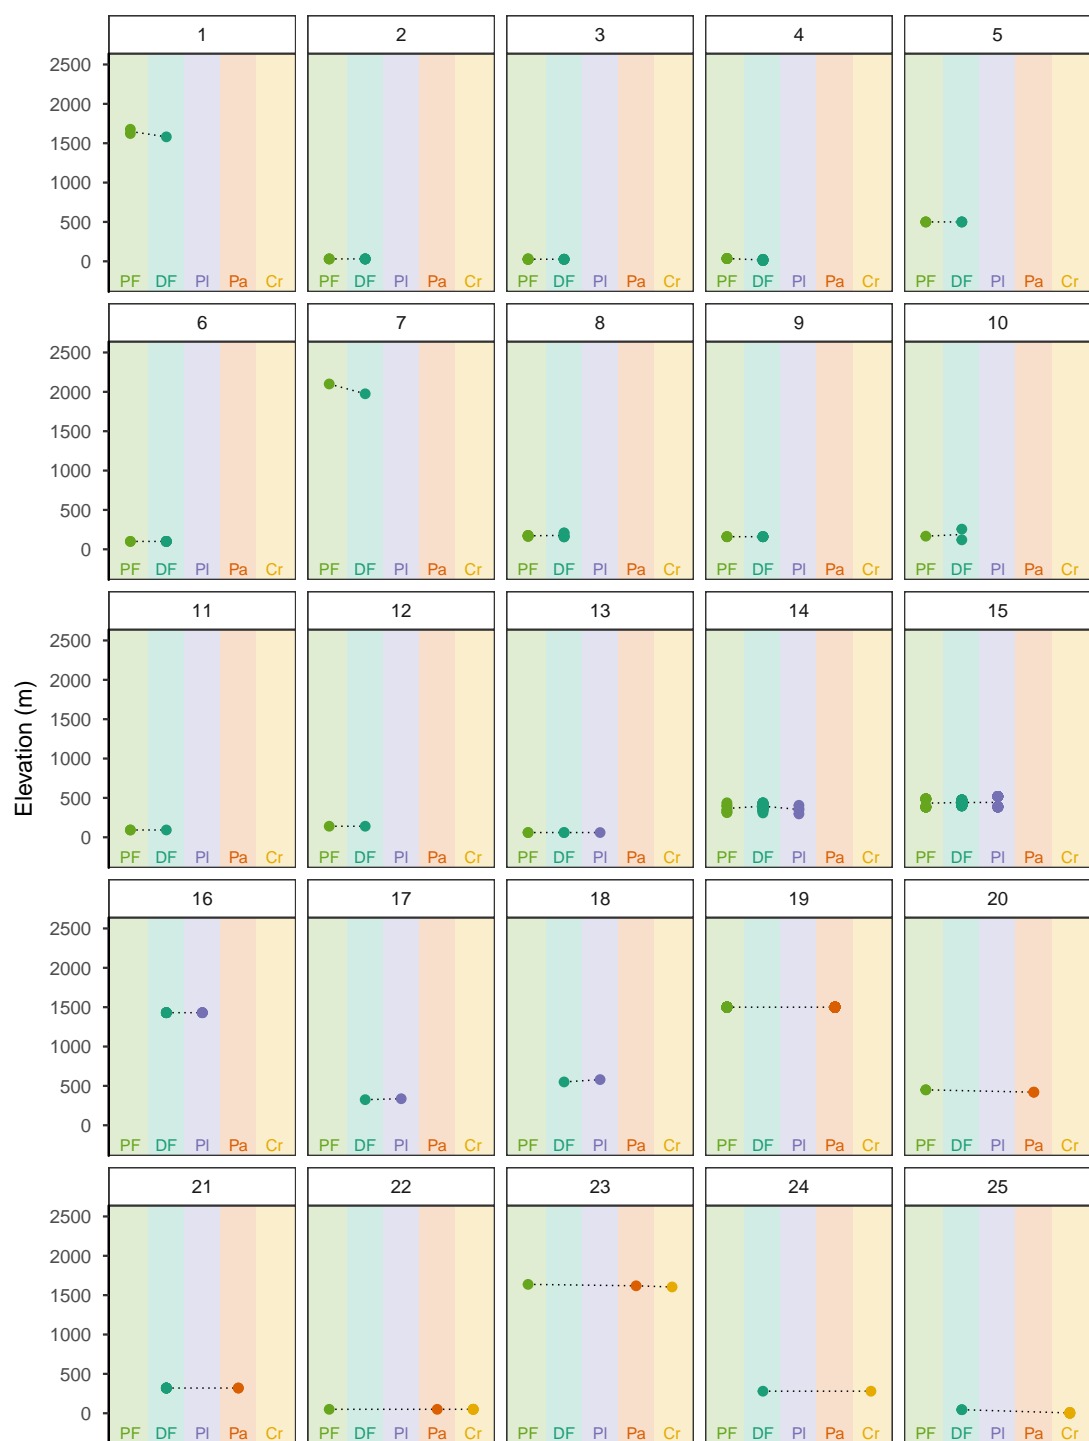 1 2 3 4 5
2500
2000
1500
1000
500
0
PF DF Pl Pa Cr PF DF Pl Pa Cr PF DF Pl Pa Cr PF DF Pl Pa Cr PF DF Pl Pa Cr
6 7 8 9 10
2500
2000
1500
1000
500
0
PF DF Pl Pa Cr PF DF Pl Pa Cr PF DF Pl Pa Cr PF DF Pl Pa Cr PF DF Pl Pa Cr
11 12 13 14 15
2500
2000
1500
1000
500
0
PF DF Pl Pa Cr PF DF Pl Pa Cr PF DF Pl Pa Cr PF DF Pl Pa Cr PF DF Pl Pa Cr
Elevation (m)
16 17 18 19 20
2500
2000
1500
1000
500
0
PF DF Pl Pa Cr PF DF Pl Pa Cr PF DF Pl Pa Cr PF DF Pl Pa Cr PF DF Pl Pa Cr
21 22 23 24 25
2500
2000
1500
1000
500
0
PF DF Pl Pa Cr PF DF Pl Pa Cr PF DF Pl Pa Cr PF DF Pl Pa Cr PF DF Pl Pa Cr